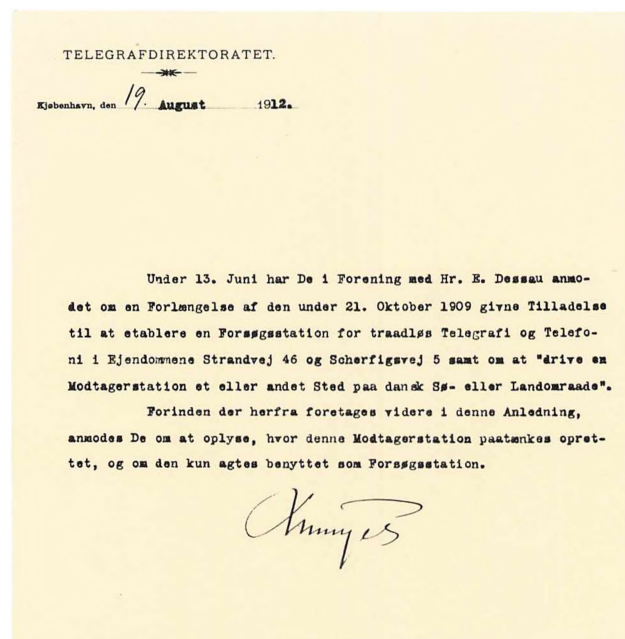 TELEGRAFDIREKTORATET.
Kjøbenhavn, den 19. August 1912.
Under 13. Juni har De i Forening med Hr. E. Dessau anmo-
det om en Forlængelse af den under 21. Oktober 1909 givne Tilladelse
til at etablere en Forsøgsstation for traadløs Telegrafi og Telefo-
ni i Ejendommene Strandvej 46 og Scherfigsvej 5 samt om at "drive en
Modtagerstation et eller andet Sted paa dansk Sø- eller Landomraade".
Forinden der herfra foretages videre i denne Anledning,
anmodes De om at oplyse, hvor denne Modtagerstation paatænkes opret-
tet, og om den kun agtes benyttet som Forsøgsstation.